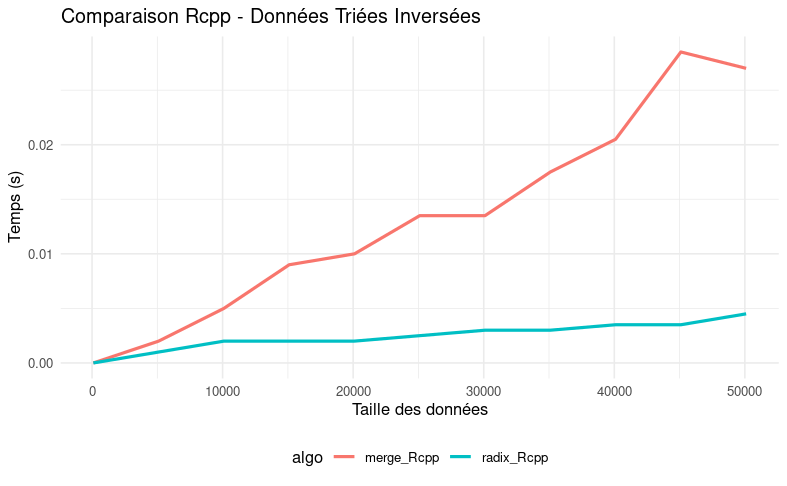 Comparaison Rcpp - Données Triées Inversées
Temps (s)
0.02
0.01
0.00
0 10000 20000 30000 40000 50000
Taille des données
algo merge_Rcpp radix_Rcpp